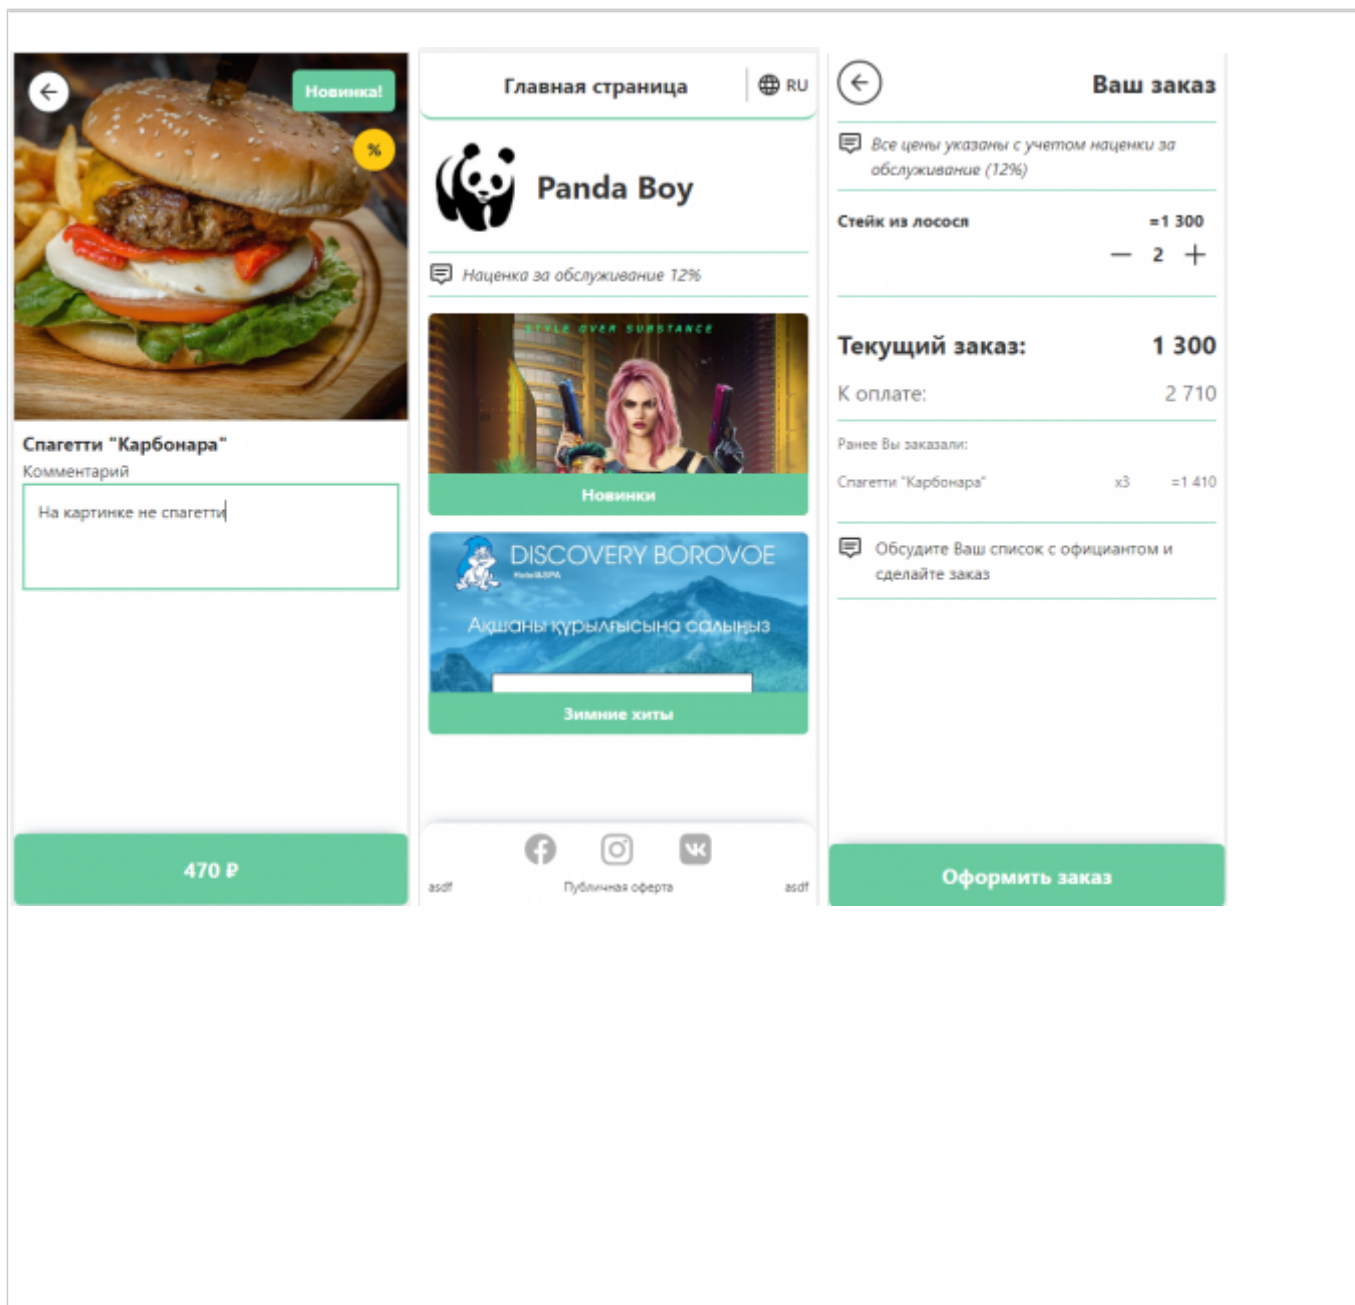 Новинка!
%
Спагетти "Карбонара"
Комментарий
На картинке не спагетти
470 ₽
Главная страница
RU
Panda Boy
Наценка за обслуживание 12%
STYLE OVER SUBSTANCE
Новинки
DISCOVERY BOROVOE
Hotel&SPA
Ақшаны құрылғысына салыңыз
Зимние хиты
asdf Публичная оферта asdf
Ваш заказ
Все цены указаны с учетом наценки за
обслуживание (12%)
Стейк из лосося =1 300
— 2 +
Текущий заказ: 1 300
К оплате: 2 710
Ранее Вы заказали:
Спагетти "Карбонара" x3 =1 410
Обсудите Ваш список с официантом и
сделайте заказ
Оформить заказ